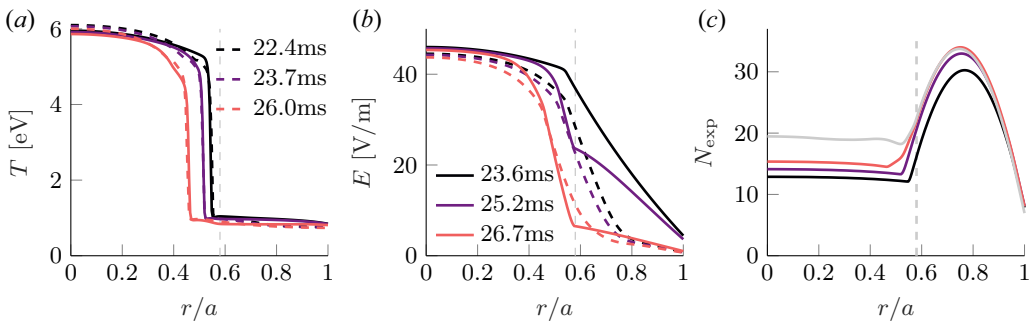 (a)
6
4
2
0
T [eV]
22.4ms
23.7ms
26.0ms
0 0.2 0.4 0.6 0.8 1
r/a
(b)
40
20
0
E [V/m]
23.6ms
25.2ms
26.7ms
0 0.2 0.4 0.6 0.8 1
r/a
(c)
30
20
10
0
N_exp
0 0.2 0.4 0.6 0.8 1
r/a